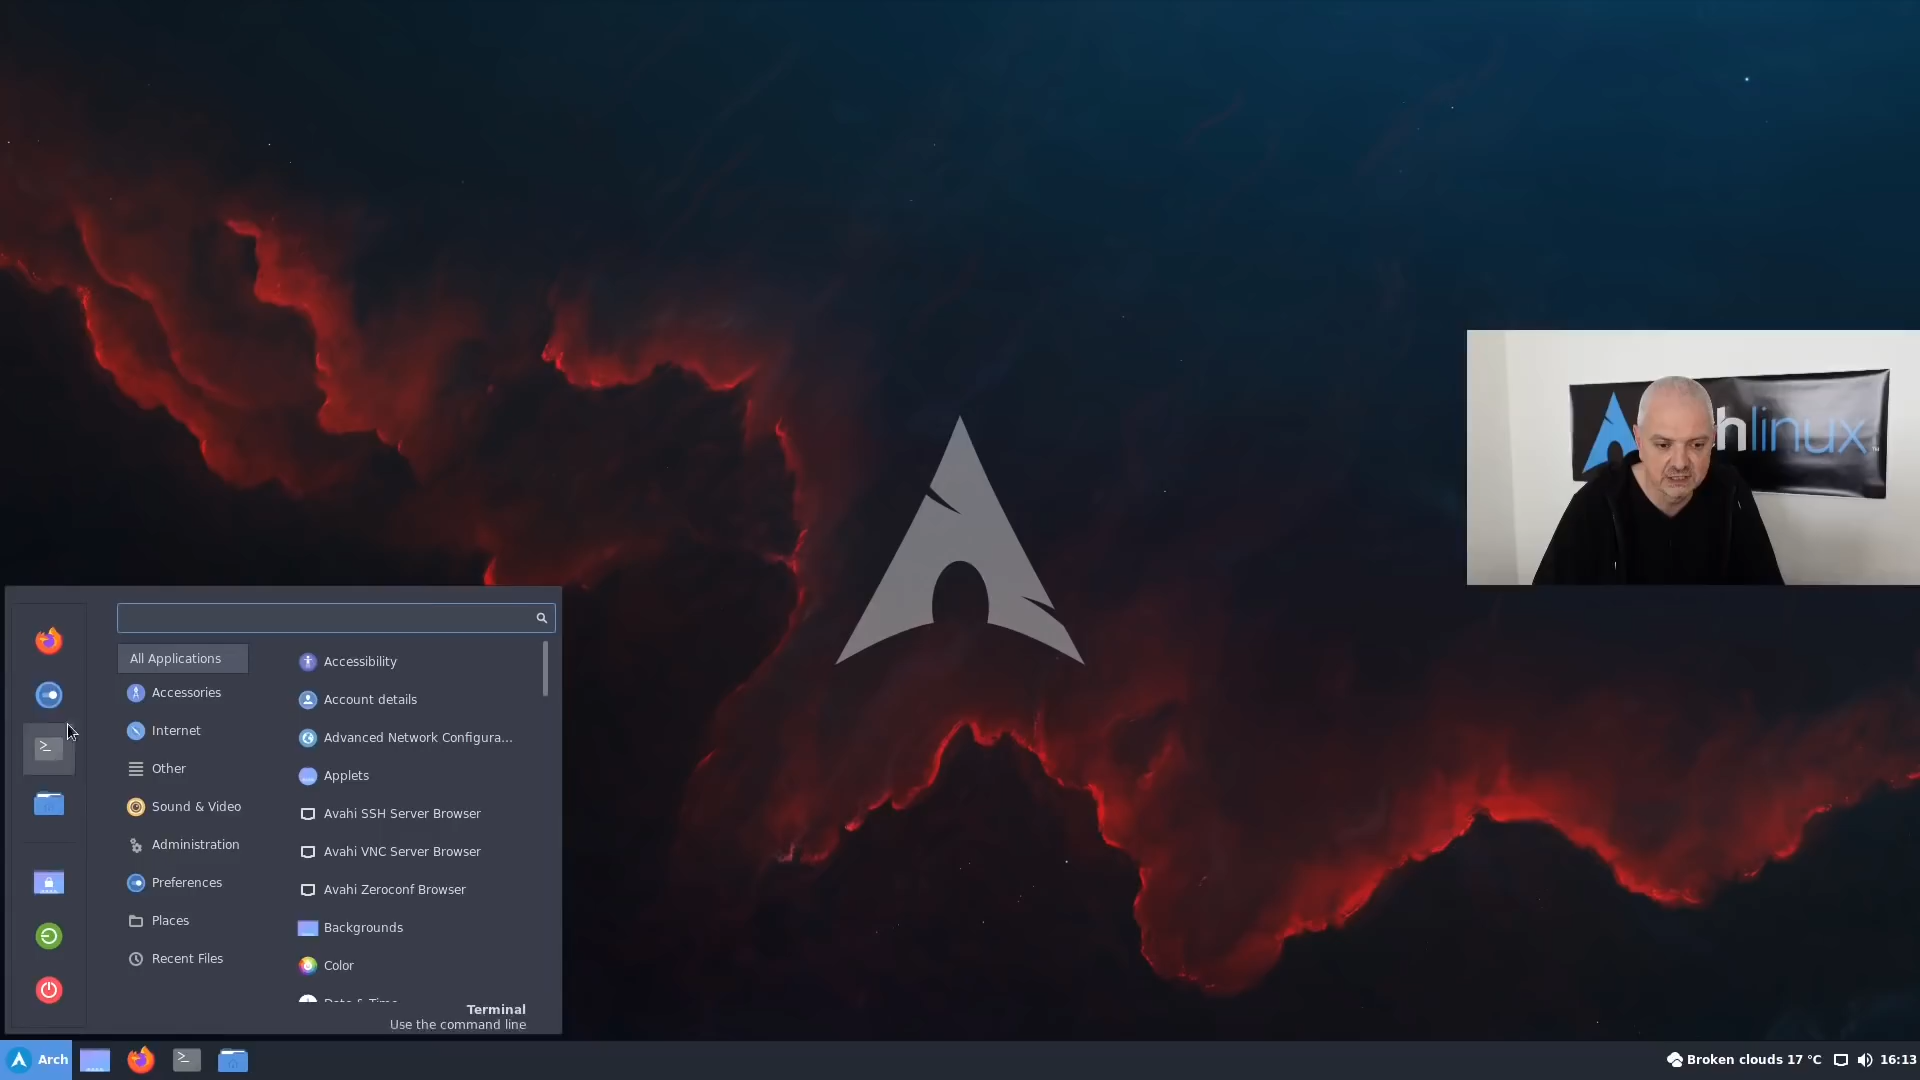 hlinux
All Applications
Accessories
Internet
Other
Sound & Video
Administration
Preferences
Places
Recent Files
Accessibility
Account details
Advanced Network Configura...
Applets
Avahi SSH Server Browser
Avahi VNC Server Browser
Avahi Zeroconf Browser
Backgrounds
Color
Date & Time
Terminal
Use the command line
Arch
Broken clouds 17 °C
16:13